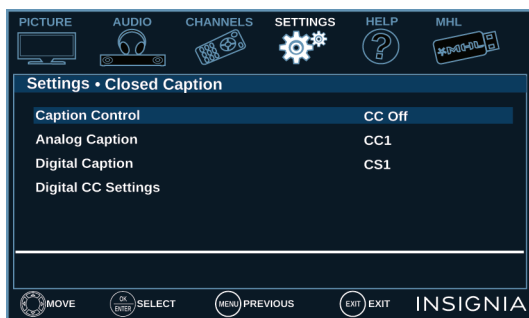 PICTURE AUDIO CHANNELS SETTINGS HELP MHL
MHL
Settings • Closed Caption
Caption Control CC Off
Analog Caption CC1
Digital Caption CS1
Digital CC Settings
OK
MOVE ENTER SELECT MENU PREVIOUS EXIT EXIT INSIGNIA